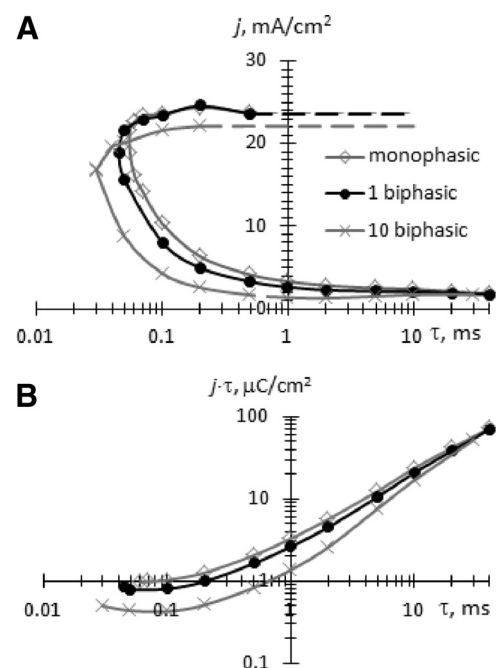 A
j, mA/cm²
30
20
monophasic
1 biphasic
10 biphasic
10
0
0.01
0.1
1
10
τ, ms
B
j·τ, μC/cm²
100
10
1
0.01
0.1
1
10
τ, ms
0.1